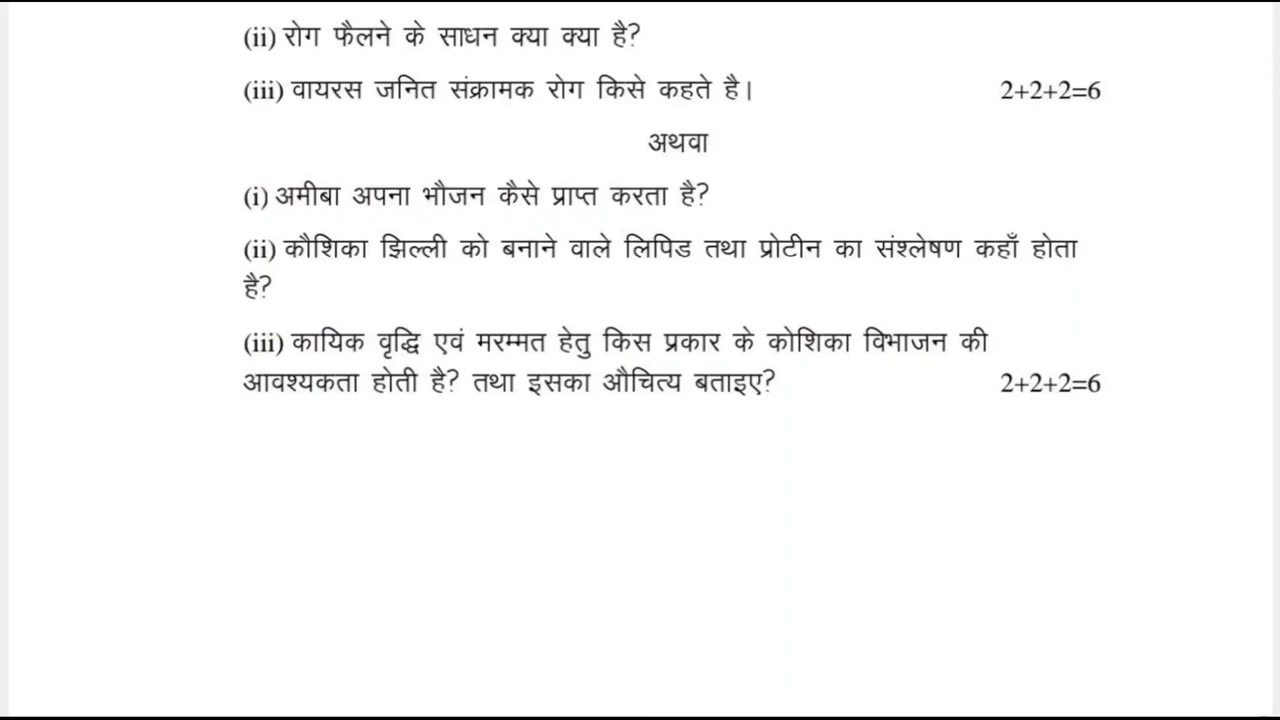 (ii) रोग फैलने के साधन क्या क्या है?
(iii) वायरस जनित संक्रामक रोग किसे कहते है। 2+2+2=6
अथवा
(i) अमीबा अपना भौजन कैसे प्राप्त करता है?
(ii) कौशिका झिल्ली को बनाने वाले लिपिड तथा प्रोटीन का संश्लेषण कहाँ होता
है?
(iii) कायिक वृद्धि एवं मरम्मत हेतु किस प्रकार के कोशिका विभाजन की
आवश्यकता होती है? तथा इसका औचित्य बताइए? 2+2+2=6